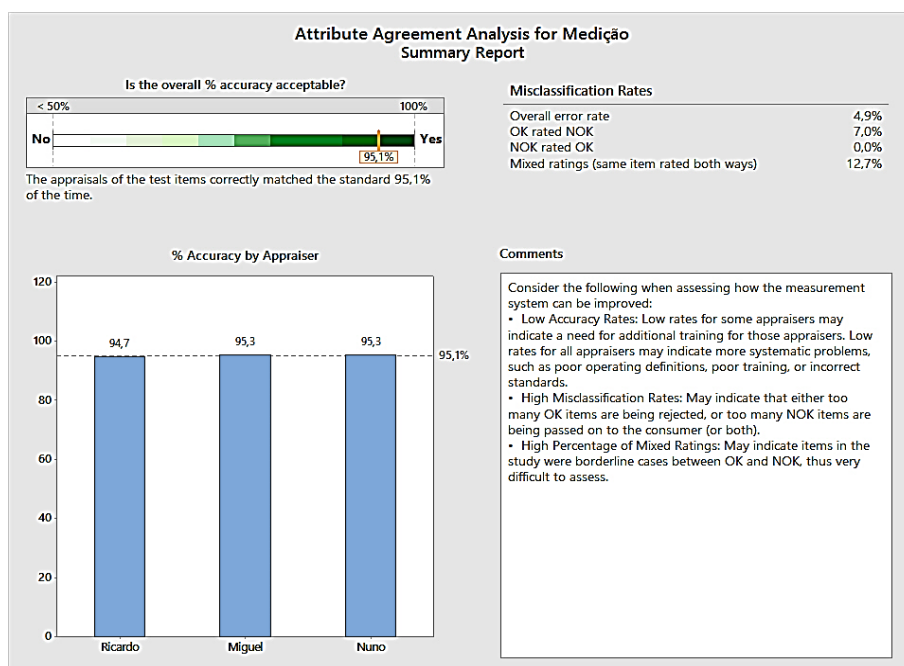 Attribute Agreement Analysis for Medição
Summary Report
Is the overall % accuracy acceptable?
< 50% 100%
No Yes
95,1%
The appraisals of the test items correctly matched the standard 95,1%
of the time.
Misclassification Rates
Overall error rate 4,9%
OK rated NOK 7,0%
NOK rated OK 0,0%
Mixed ratings (same item rated both ways) 12,7%
% Accuracy by Appraiser
120
100
80
60
40
20
0
94,7 95,3 95,3
95,1%
Ricardo Miguel Nuno
Comments
Consider the following when assessing how the measurement
system can be improved:
• Low Accuracy Rates: Low rates for some appraisers may
indicate a need for additional training for those appraisers. Low
rates for all appraisers may indicate more systematic problems,
such as poor operating definitions, poor training, or incorrect
standards.
• High Misclassification Rates: May indicate that either too
many OK items are being rejected, or too many NOK items are
being passed on to the consumer (or both).
• High Percentage of Mixed Ratings: May indicate items in the
study were borderline cases between OK and NOK, thus very
difficult to assess.